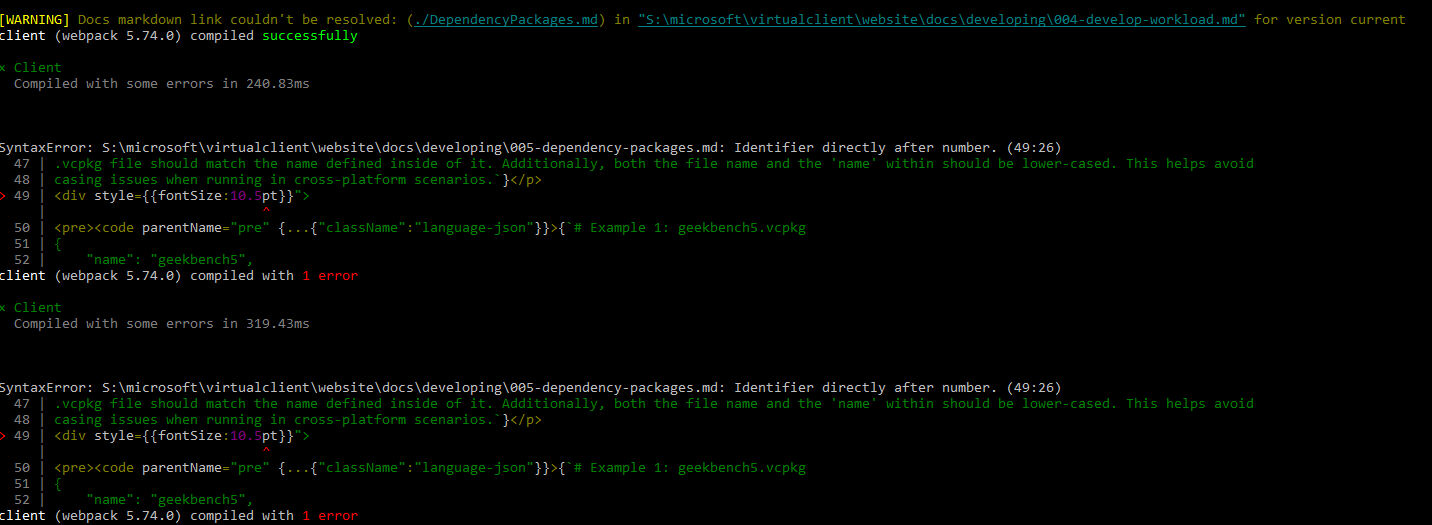 [WARNING] Docs markdown link couldn't be resolved: (./DependencyPackages.md) in "S:\microsoft\virtualclient\website\docs\developing\004-develop-workload.md" for version current
client (webpack 5.74.0) compiled successfully
× Client
  Compiled with some errors in 240.83ms
SyntaxError: S:\microsoft\virtualclient\website\docs\developing\005-dependency-packages.md: Identifier directly after number. (49:26)
  47 | .vcpkg file should match the name defined inside of it. Additionally, both the file name and the 'name' within should be lower-cased. This helps avoid
  48 | casing issues when running in cross-platform scenarios.`}</p>
> 49 | <div style={{fontSize:10.5pt}}">
     |                           ^
  50 | <pre><code parentName="pre" {...{"className":"language-json"}}>{`# Example 1: geekbench5.vcpkg
  51 | {
  52 |     "name": "geekbench5",
client (webpack 5.74.0) compiled with 1 error
× Client
  Compiled with some errors in 319.43ms
SyntaxError: S:\microsoft\virtualclient\website\docs\developing\005-dependency-packages.md: Identifier directly after number. (49:26)
  47 | .vcpkg file should match the name defined inside of it. Additionally, both the file name and the 'name' within should be lower-cased. This helps avoid
  48 | casing issues when running in cross-platform scenarios.`}</p>
> 49 | <div style={{fontSize:10.5pt}}">
     |                           ^
  50 | <pre><code parentName="pre" {...{"className":"language-json"}}>{`# Example 1: geekbench5.vcpkg
  51 | {
  52 |     "name": "geekbench5",
client (webpack 5.74.0) compiled with 1 error